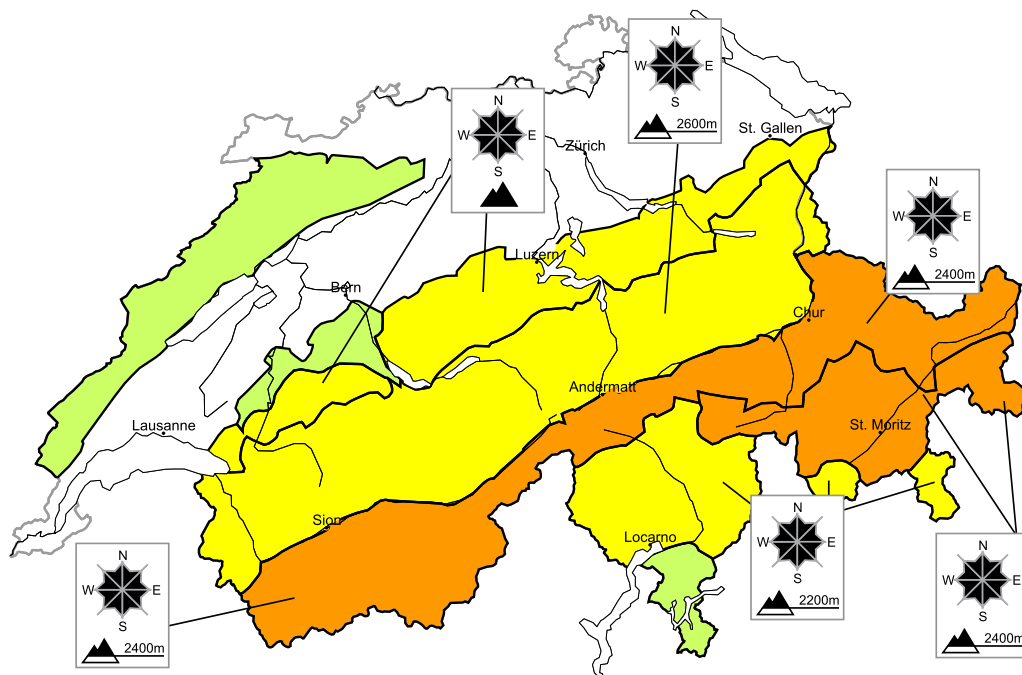 N
W E
S
2600m
N
W E
S
St. Gallen
Zürich
N
W E
S
2400m
Luzern
Bern
Chur
Andermatt
St. Moritz
Lausanne
Sion
Locarno
N
W E
S
2200m
N
W E
S
2400m
N
W E
S
2400m